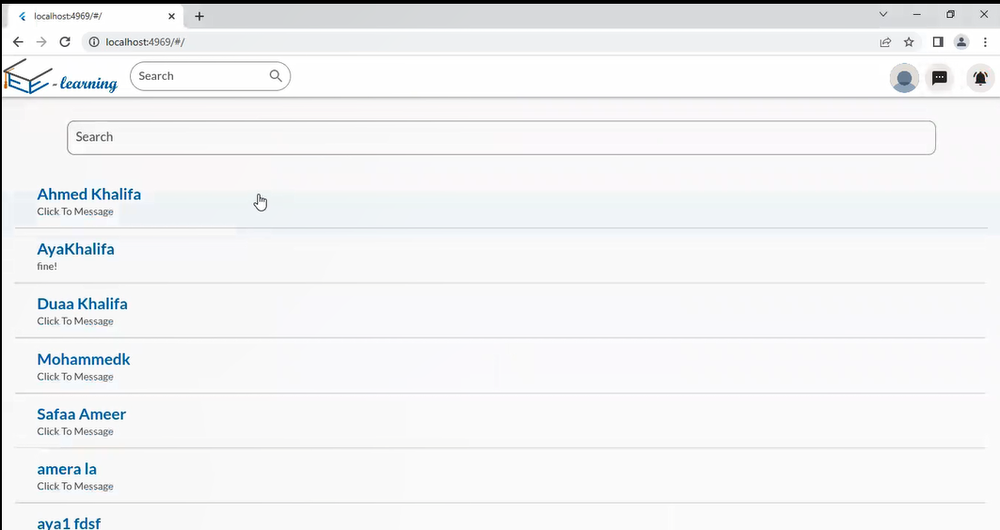 localhost:4969/#/
localhost:4969/#/
E - learning
Search
Search
Ahmed Khalifa
Click To Message
AyaKhalifa
fine!
Duaa Khalifa
Click To Message
Mohammedk
Click To Message
Safaa Ameer
Click To Message
amera la
Click To Message
aya1 fdsf